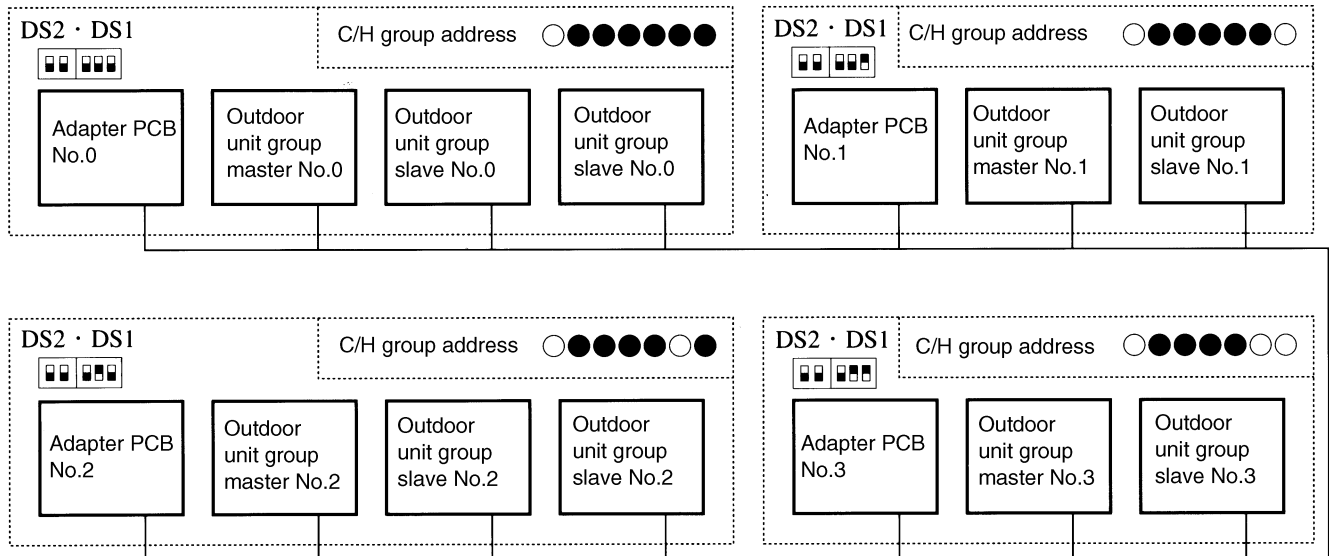 DS2・DS1
C/H group address
Adapter PCB
No.0
Outdoor
unit group
master No.0
Outdoor
unit group
slave No.0
Outdoor
unit group
slave No.0
DS2・DS1
C/H group address
Adapter PCB
No.1
Outdoor
unit group
master No.1
Outdoor
unit group
slave No.1
DS2・DS1
C/H group address
Adapter PCB
No.2
Outdoor
unit group
master No.2
Outdoor
unit group
slave No.2
Outdoor
unit group
slave No.2
DS2・DS1
C/H group address
Adapter PCB
No.3
Outdoor
unit group
master No.3
Outdoor
unit group
slave No.3